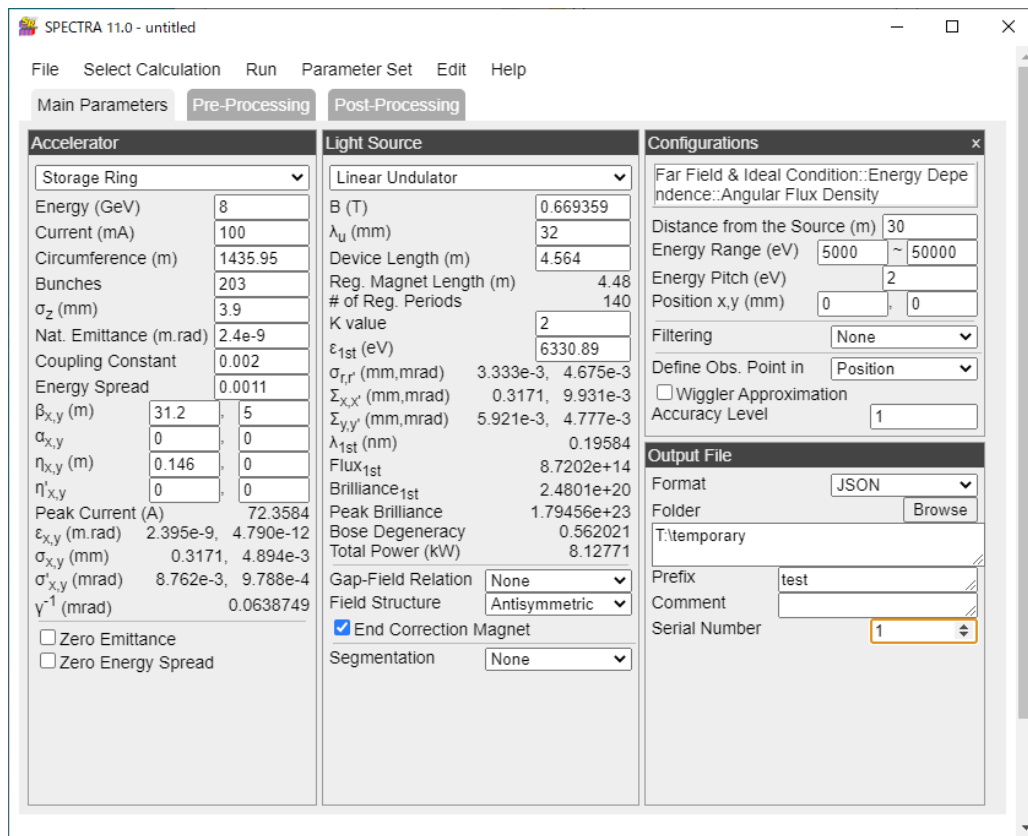 SPECTRA 11.0 - untitled
File Select Calculation Run Parameter Set Edit Help
Main Parameters Pre-Processing Post-Processing
Accelerator
Storage Ring
Energy (GeV) 8
Current (mA) 100
Circumference (m) 1435.95
Bunches 203
σz (mm) 3.9
Nat. Emittance (m.rad) 2.4e-9
Coupling Constant 0.002
Energy Spread 0.0011
βx,y (m) 31.2 , 5
αx,y 0 , 0
ηx,y (m) 0.146 , 0
η'x,y 0 , 0
Peak Current (A) 72.3584
εx,y (m.rad) 2.395e-9, 4.790e-12
σx,y (mm) 0.3171, 4.894e-3
σ'x,y (mrad) 8.762e-3, 9.788e-4
γ-1 (mrad) 0.0638749
Zero Emittance
Zero Energy Spread
Light Source
Linear Undulator
B (T) 0.669359
λu (mm) 32
Device Length (m) 4.564
Reg. Magnet Length (m) 4.48
# of Reg. Periods 140
K value 2
ε1st (eV) 6330.89
σr,r' (mm,mrad) 3.333e-3, 4.675e-3
Σx,x' (mm,mrad) 0.3171, 9.931e-3
Σy,y' (mm,mrad) 5.921e-3, 4.777e-3
λ1st (nm) 0.19584
Flux1st 8.7202e+14
Brilliance1st 2.4801e+20
Peak Brilliance 1.79456e+23
Bose Degeneracy 0.562021
Total Power (kW) 8.12771
Gap-Field Relation None
Field Structure Antisymmetric
End Correction Magnet
Segmentation None
Configurations x
Far Field & Ideal Condition::Energy Depe
ndence::Angular Flux Density
Distance from the Source (m) 30
Energy Range (eV) 5000 ~ 50000
Energy Pitch (eV) 2
Position x,y (mm) 0 , 0
Filtering None
Define Obs. Point in Position
Wiggler Approximation
Accuracy Level 1
Output File
Format JSON
Folder Browse
T:\temporary
Prefix test
Comment
Serial Number 1